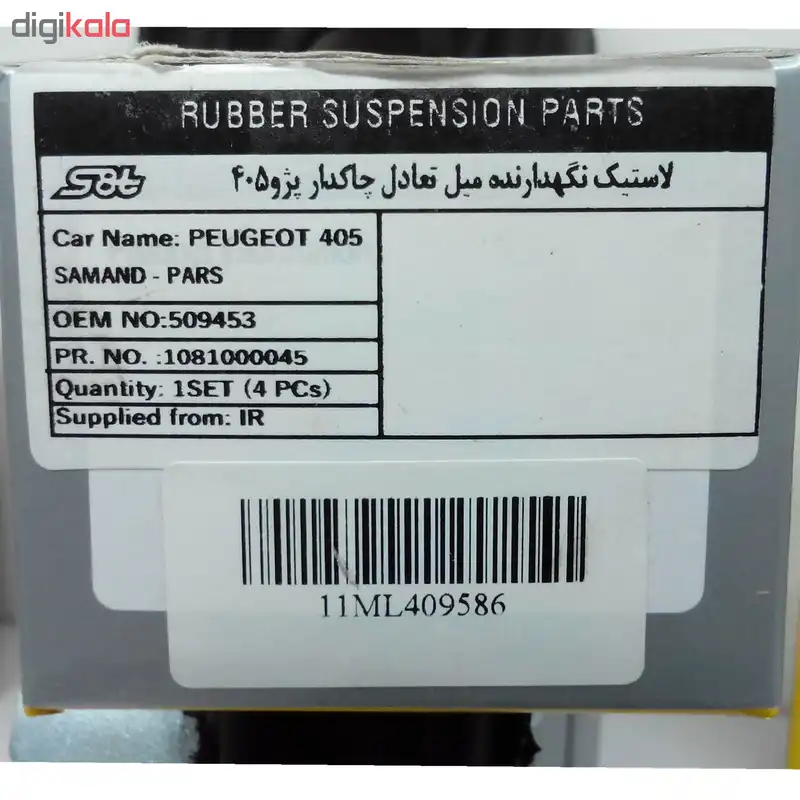 digikala
RUBBER SUSPENSION PARTS
Sat لاستیک نگهدارنده میل تعادل چاکدار پژو۴۰۵
Car Name: PEUGEOT 405
SAMAND - PARS
OEM NO:509453
PR. NO. :1081000045
Quantity: 1SET (4 PCs)
Supplied from: IR
11ML409586